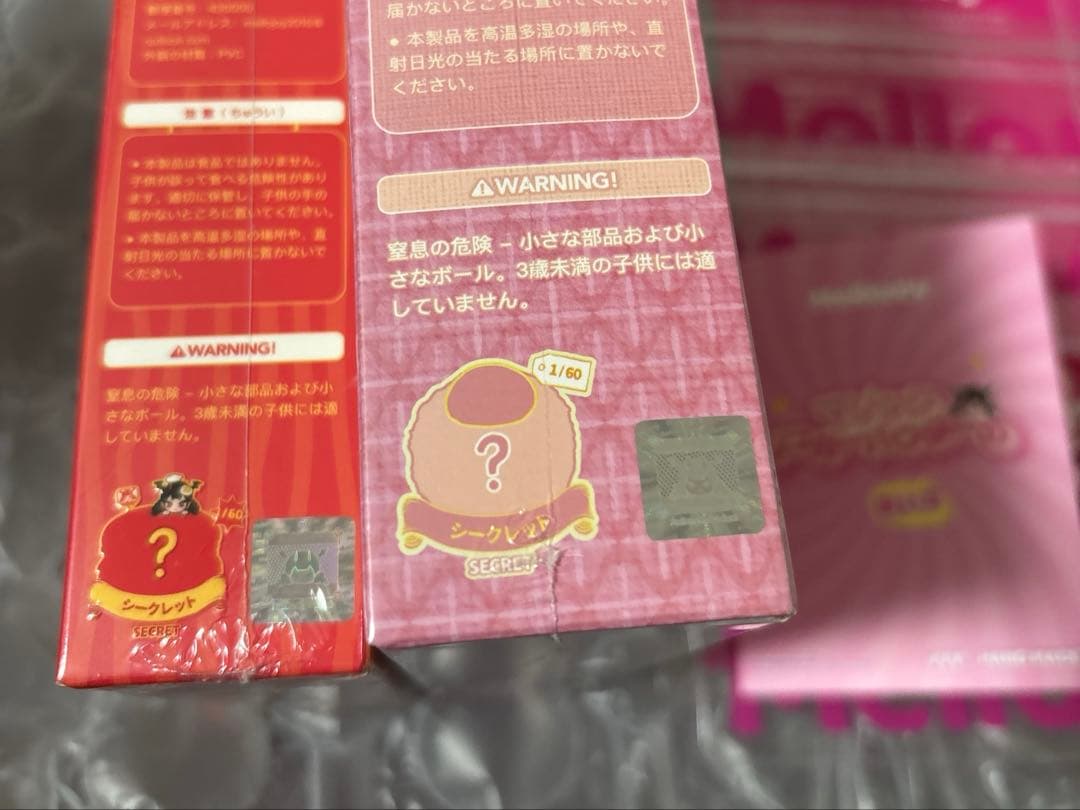 外装の材質：PVC
注意（ちゅうい）
● 本製品は食品ではありません。
子供が誤って食べる危険性があり
ます。適切に保管し、子供の手の
届かないところに置いてください。
● 本製品を高温多湿の場所や、直
射日光の当たる場所に置かないで
ください。
⚠WARNING!
窒息の危険 – 小さな部品および小
さなボール。3歳未満の子供には適
していません。
?
1/60
シークレット
SECRET
届かないところに置いてください。
● 本製品を高温多湿の場所や、直
射日光の当たる場所に置かないで
ください。
⚠WARNING!
窒息の危険 – 小さな部品および小
さなボール。3歳未満の子供には適
していません。
1/60
?
シークレット
SECRET